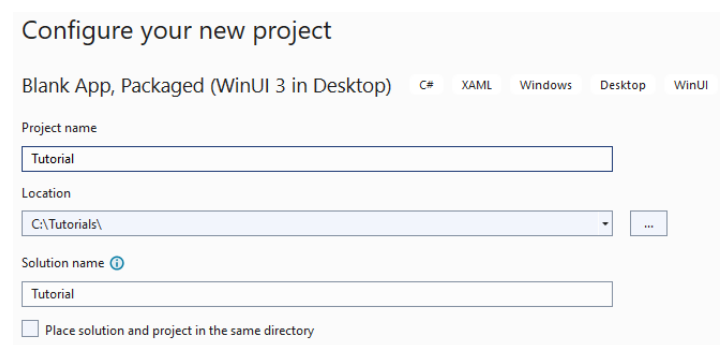 Configure your new project
Blank App, Packaged (WinUI 3 in Desktop) C# XAML Windows Desktop WinUI
Project name
Tutorial
Location
C:\Tutorials\
...
Solution name
Tutorial
Place solution and project in the same directory